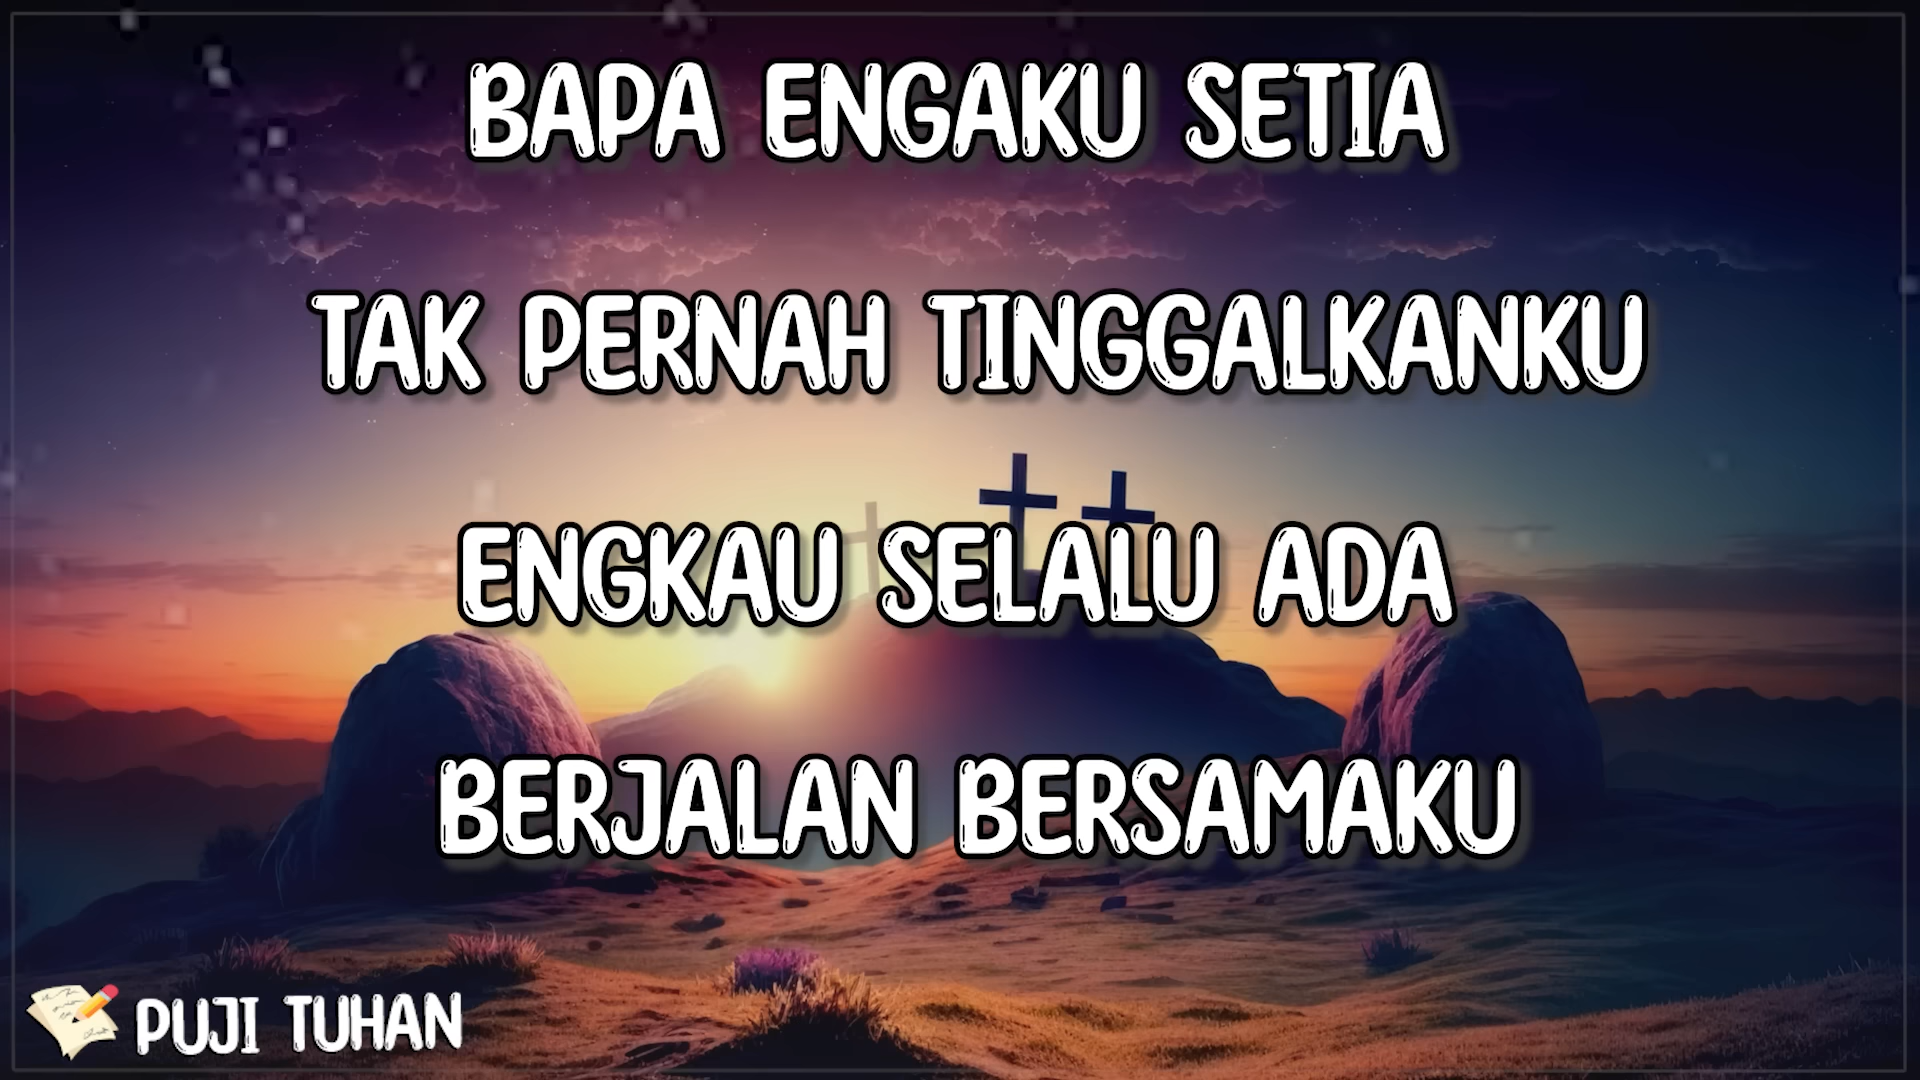 BAPA ENGAKU SETIA
TAK PERNAH TINGGALKANKU
ENGKAU SELALU ADA
BERJALAN BERSAMAKU
PUJI TUHAN